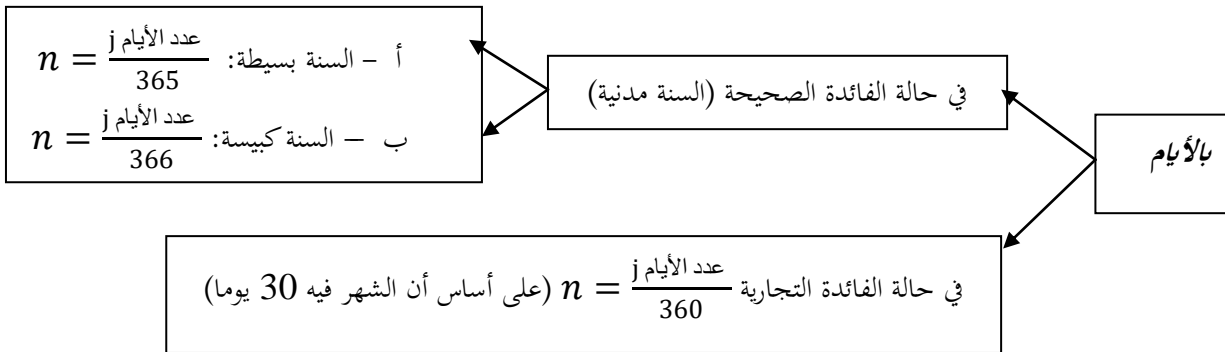 بالأيام
في حالة الفائدة الصحيحة (السنة مدنية)
أ – السنة بسيطة: n = عدد الأيام j / 365
ب – السنة كبيسة: n = عدد الأيام j / 366
في حالة الفائدة التجارية n = عدد الأيام j / 360 (على أساس أن الشهر فيه 30 يوما)